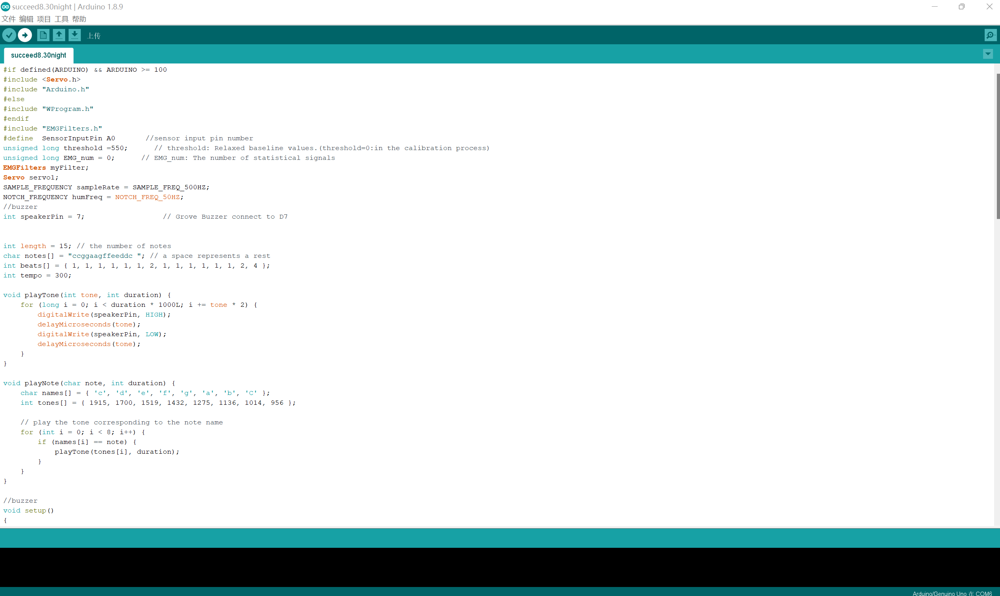 succeed8.30night | Arduino 1.8.9
文件 编辑 项目 工具 帮助
上传
succeed8.30night
#if defined(ARDUINO) && ARDUINO >= 100
#include <Servo.h>
#include "Arduino.h"
#else
#include "WProgram.h"
#endif
#include "EMGFilters.h"
#define  SensorInputPin A0       //sensor input pin number
unsigned long threshold =550;      // threshold: Relaxed baseline values.(threshold=0:in the calibration process)
unsigned long EMG_num = 0;      // EMG_num: The number of statistical signals
EMGFilters myFilter;
Servo servo1;
SAMPLE_FREQUENCY sampleRate = SAMPLE_FREQ_500HZ;
NOTCH_FREQUENCY humFreq = NOTCH_FREQ_50HZ;
//buzzer
int speakerPin = 7;                  // Grove Buzzer connect to D7
int length = 15; // the number of notes
char notes[] = "ccggaagffeeddc "; // a space represents a rest
int beats[] = { 1, 1, 1, 1, 1, 1, 2, 1, 1, 1, 1, 1, 1, 2, 4 };
int tempo = 300;
void playTone(int tone, int duration) {
    for (long i = 0; i < duration * 1000L; i += tone * 2) {
        digitalWrite(speakerPin, HIGH);
        delayMicroseconds(tone);
        digitalWrite(speakerPin, LOW);
        delayMicroseconds(tone);
    }
}
void playNote(char note, int duration) {
    char names[] = { 'c', 'd', 'e', 'f', 'g', 'a', 'b', 'C' };
    int tones[] = { 1915, 1700, 1519, 1432, 1275, 1136, 1014, 956 };
    // play the tone corresponding to the note name
    for (int i = 0; i < 8; i++) {
        if (names[i] == note) {
            playTone(tones[i], duration);
        }
    }
}
//buzzer
void setup()
{
Arduino/Genuino Uno 在 COM6